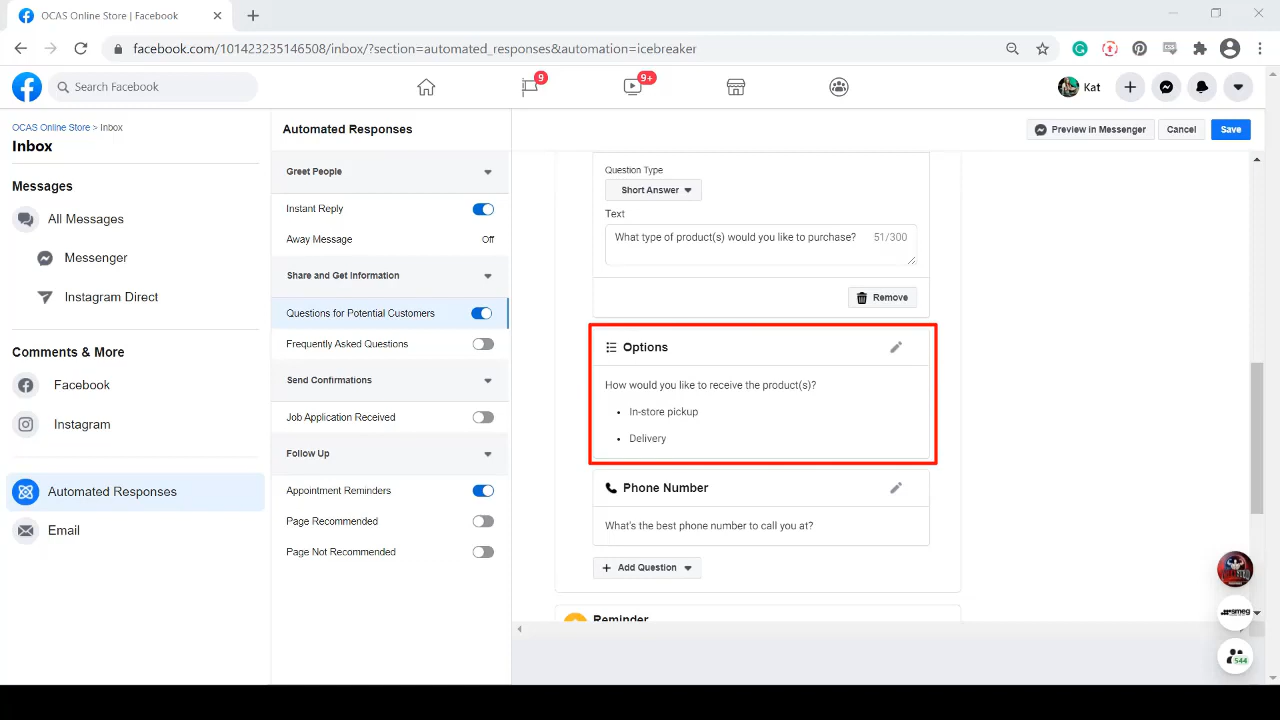 OCAS Online Store | Facebook
facebook.com/101423235146508/inbox/?section=automated_responses&automation=icebreaker
Search Facebook
9
9+
Kat
OCAS Online Store > Inbox
Inbox
Messages
All Messages
Messenger
Instagram Direct
Comments & More
Facebook
Instagram
Automated Responses
Email
Automated Responses
Greet People
Instant Reply
Away Message Off
Share and Get Information
Questions for Potential Customers
Frequently Asked Questions
Send Confirmations
Job Application Received
Follow Up
Appointment Reminders
Page Recommended
Page Not Recommended
Preview in Messenger
Cancel
Save
Question Type
Short Answer
Text
What type of product(s) would you like to purchase? 51/300
Remove
Options
How would you like to receive the product(s)?
• In-store pickup
• Delivery
Phone Number
What's the best phone number to call you at?
+ Add Question
Reminder
smeg
544